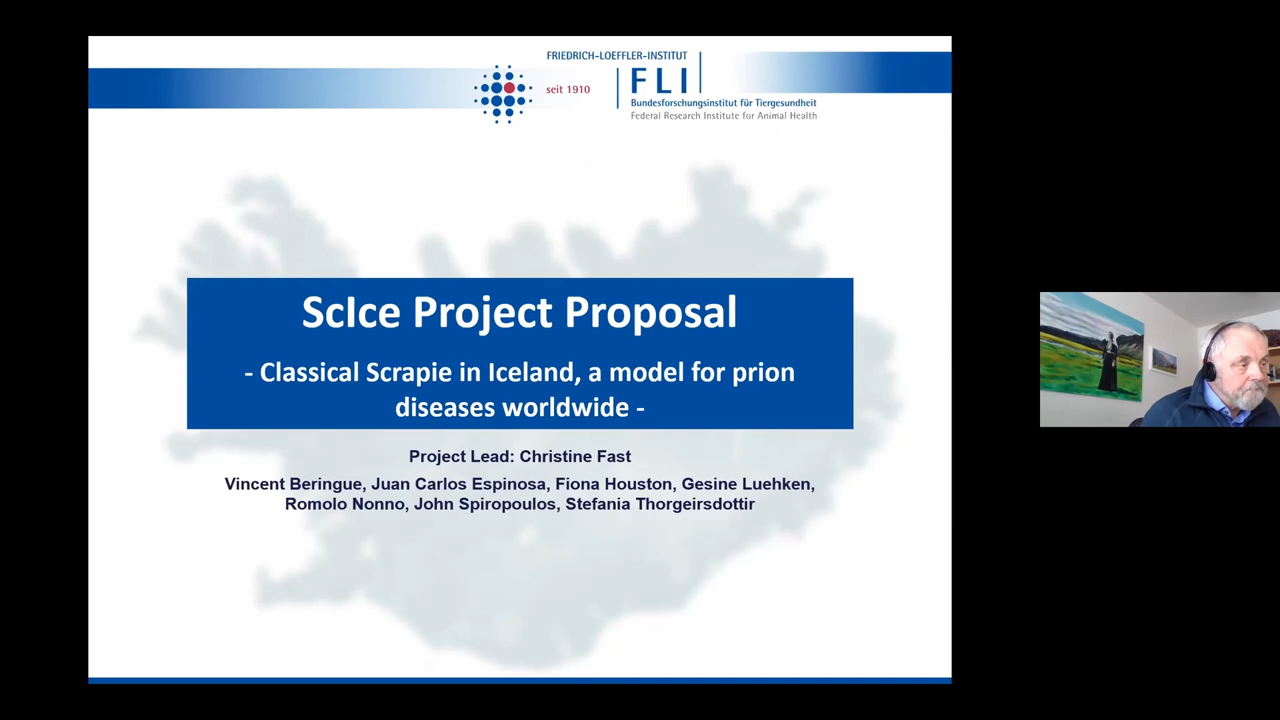 FRIEDRICH-LOEFFLER-INSTITUT
seit 1910
FLI
Bundesforschungsinstitut für Tiergesundheit
Federal Research Institute for Animal Health
ScIce Project Proposal
- Classical Scrapie in Iceland, a model for prion
diseases worldwide -
Project Lead: Christine Fast
Vincent Beringue, Juan Carlos Espinosa, Fiona Houston, Gesine Luehken,
Romolo Nonno, John Spiropoulos, Stefania Thorgeirsdottir